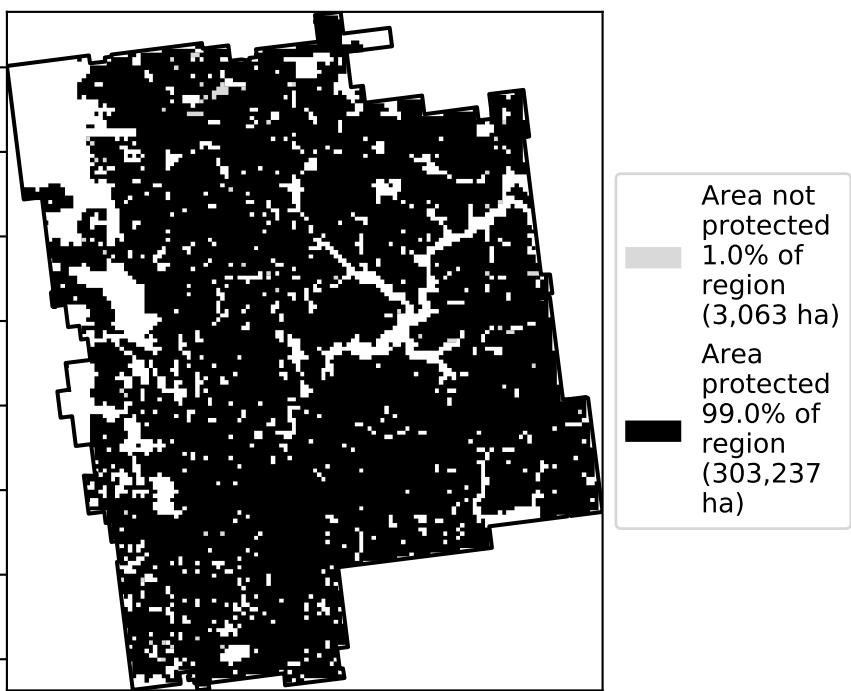 Area not
protected
1.0% of
region
(3,063 ha)
Area
protected
99.0% of
region
(303,237
ha)